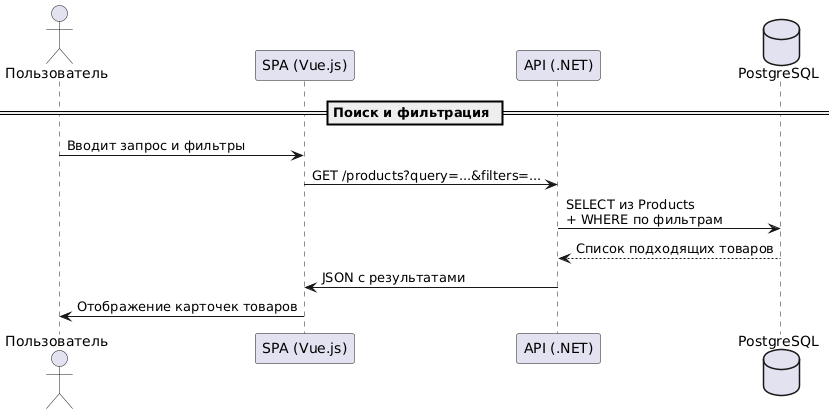 Пользователь
SPA (Vue.js)
API (.NET)
PostgreSQL
Поиск и фильтрация
Вводит запрос и фильтры
GET /products?query=...&filters=...
SELECT из Products
+ WHERE по фильтрам
Список подходящих товаров
JSON с результатами
Отображение карточек товаров
Пользователь
SPA (Vue.js)
API (.NET)
PostgreSQL